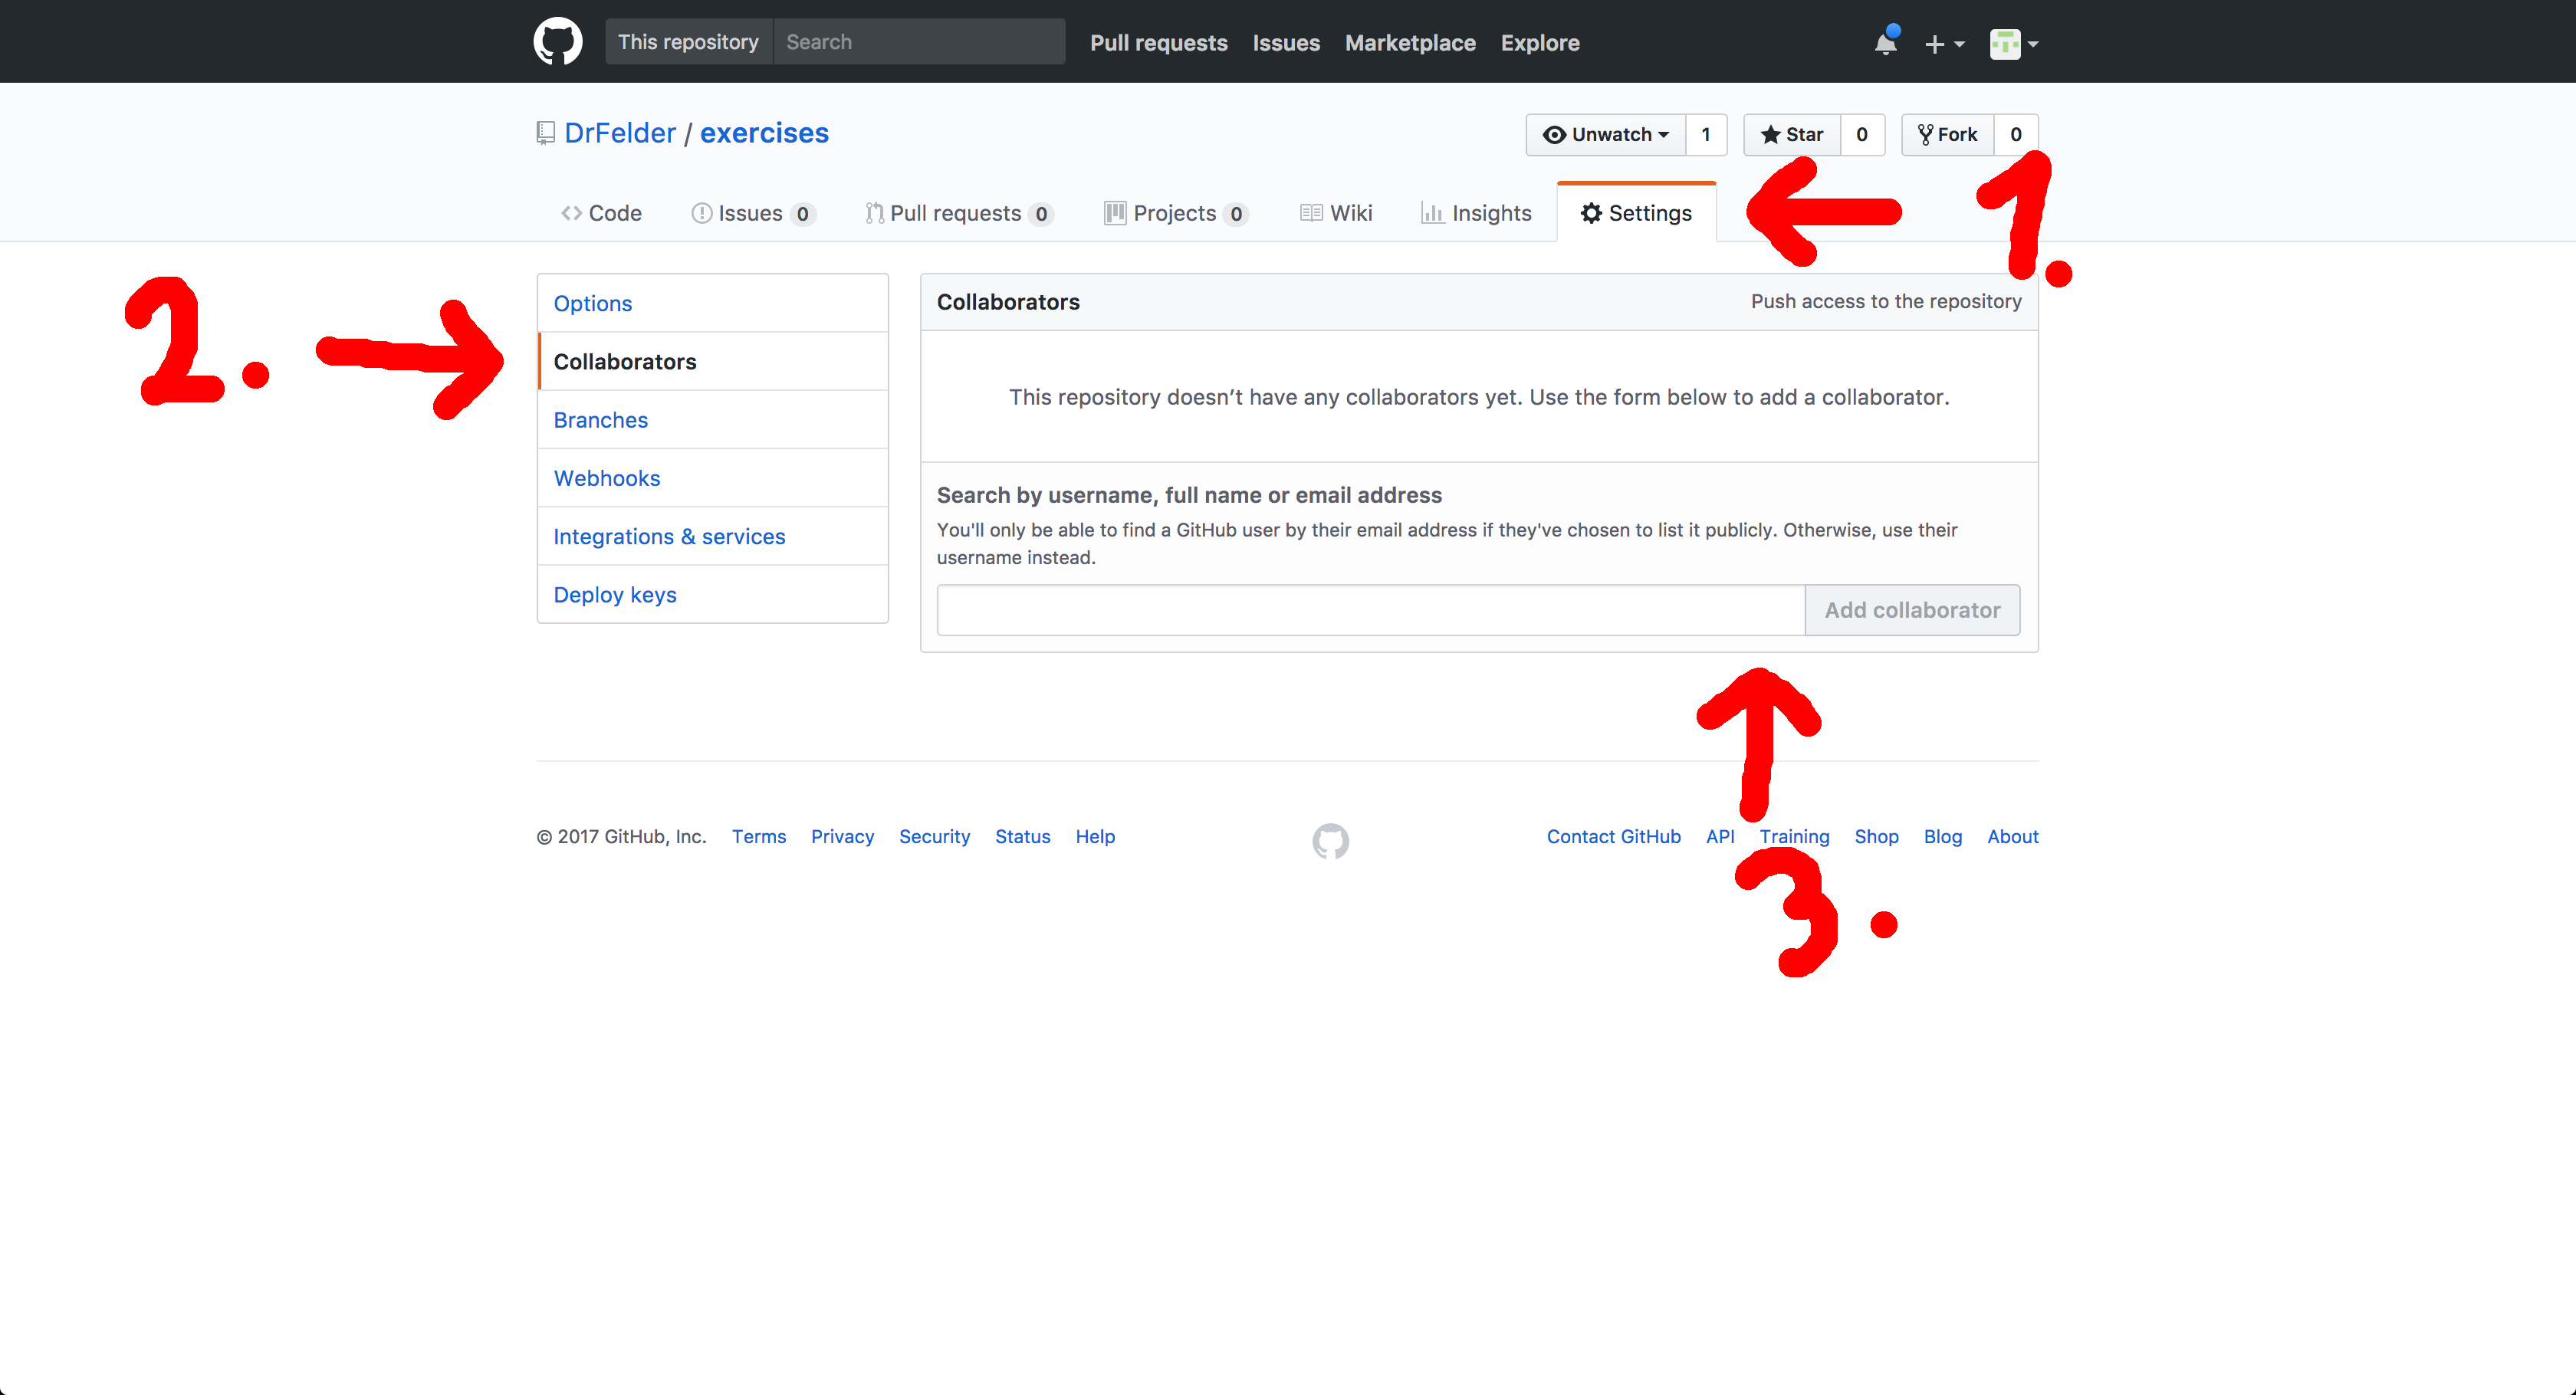 This repository Search Pull requests Issues Marketplace Explore
DrFelder / exercises Unwatch 1 Star 0 Fork 0
1.
Code Issues 0 Pull requests 0 Projects 0 Wiki Insights Settings
2.
Options
Collaborators
Branches
Webhooks
Integrations & services
Deploy keys
Collaborators Push access to the repository
This repository doesn’t have any collaborators yet. Use the form below to add a collaborator.
Search by username, full name or email address
You'll only be able to find a GitHub user by their email address if they've chosen to list it publicly. Otherwise, use their
username instead.
Add collaborator
© 2017 GitHub, Inc. Terms Privacy Security Status Help Contact GitHub API Training Shop Blog About
3.